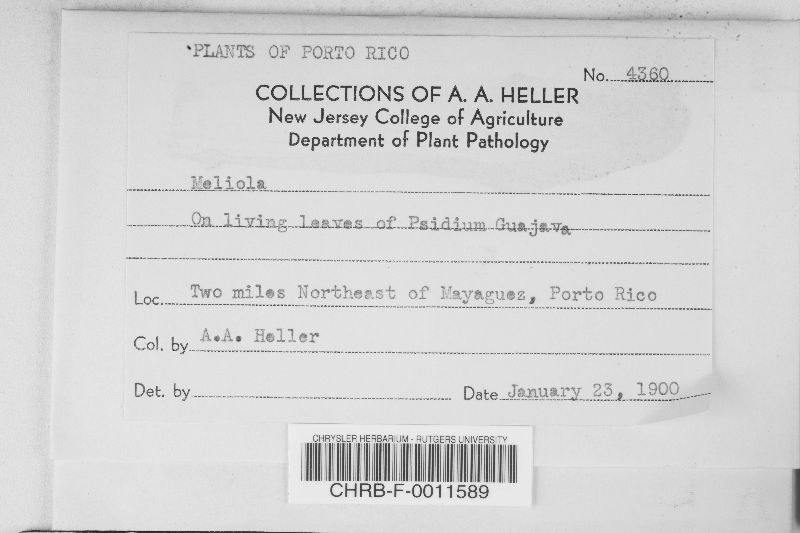 PLANTS OF PORTO RICO
No. 4360
COLLECTIONS OF A. A. HELLER
New Jersey College of Agriculture
Department of Plant Pathology
Meliola
On living leaves of Psidium Guajava
Loc. Two miles Northeast of Mayaguez, Porto Rico
Col. by A.A. Heller
Det. by
Date January 23, 1900
CHRYSLER HERBARIUM - RUTGERS UNIVERSITY
CHRB-F-0011589